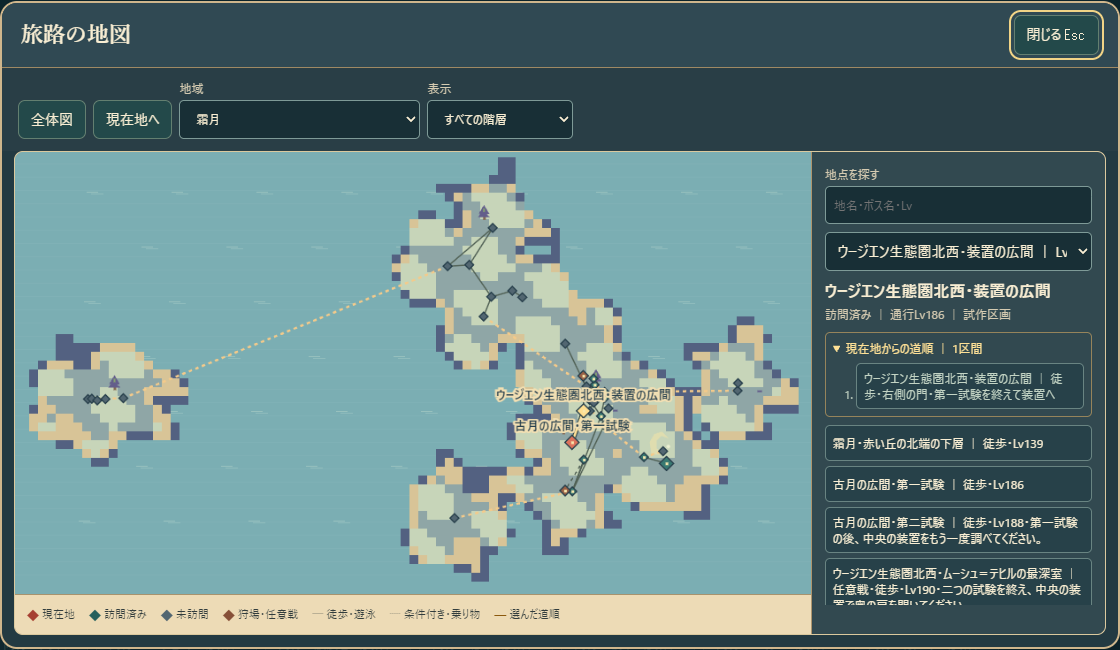 旅路の地図
閉じる Esc
地域
表示
全体図
現在地へ
霜月
すべての階層
ウージエン生態圏北西・装置の広間
古月の広間・第一試験
現在地
訪問済み
未訪問
狩場・任意戦
徒歩・遊泳
条件付き・乗り物
選んだ道順
地点を探す
地名・ボス名・Lv
ウージエン生態圏北西・装置の広間 | Lv
ウージエン生態圏北西・装置の広間
訪問済み | 通行Lv186 | 試作区画
▼ 現在地からの道順 | 1区間
1. ウージエン生態圏北西・装置の広間 | 徒
歩・右側の門・第一試験を終えて装置へ
霜月・赤い丘の北端の下層 | 徒歩・Lv139
古月の広間・第一試験 | 徒歩・Lv186
古月の広間・第二試験 | 徒歩・Lv188・第一試験
の後、中央の装置をもう一度調べてください。
ウージエン生態圏北西・ムーシュ=テヒルの最深室 |
任意戦・徒歩・Lv190・二つの試験を終え、中央の装
置で奥の扉を開いてください